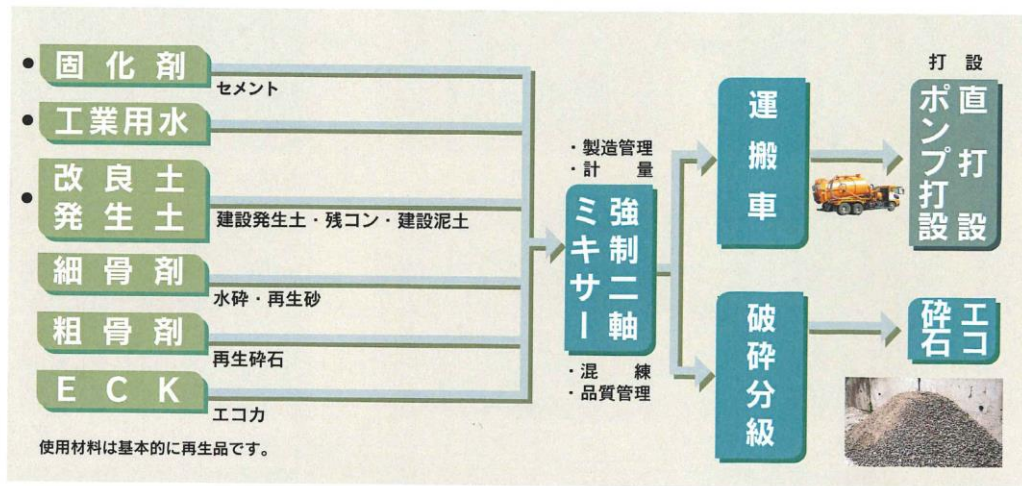 ● 固化剤
セメント
● 工業用水
● 改良土
発生土
建設発生土・残コン・建設泥土
細骨剤
水砕・再生砂
粗骨剤
再生砕石
ECK
エコカ
使用材料は基本的に再生品です。
・製造管理
・計　量
強制二軸
ミキサー
・混　練
・品質管理
運搬車
打設
直打設
ポンプ打設
破砕分級
エコ
砕石